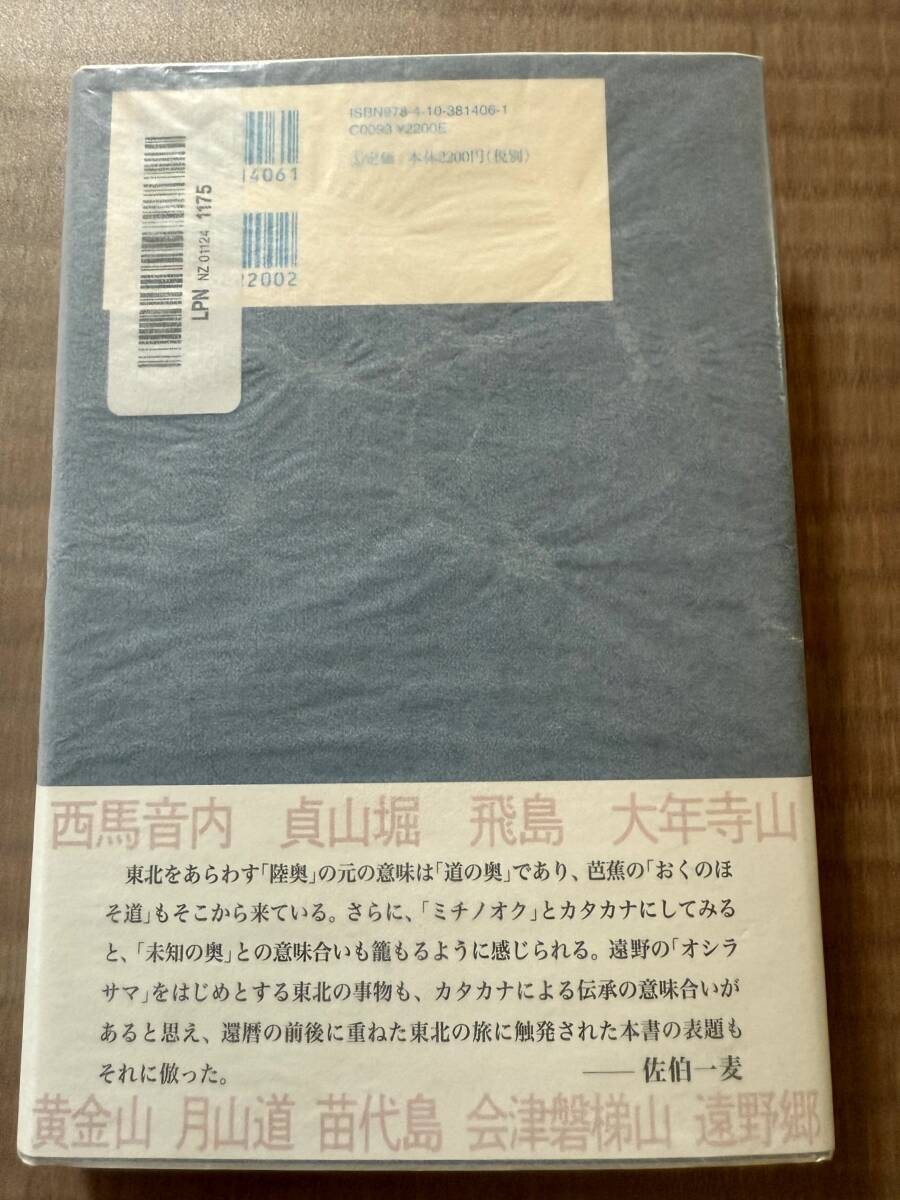 ISBN978-4-10-381406-1
C0093 ¥2200E
定価：本体2200円（税別）
14061
2002
LPN NZ 01124 1175
西馬音内 貞山堀 飛島 大年寺山
東北をあらわす「陸奥」の元の意味は「道の奥」であり、芭蕉の「おくのほ
そ道」もそこから来ている。さらに、「ミチノオク」とカタカナにしてみる
と、「未知の奥」との意味合いも籠もるように感じられる。遠野の「オシラ
サマ」をはじめとする東北の事物も、カタカナによる伝承の意味合いが
あると思え、還暦の前後に重ねた東北の旅に触発された本書の表題も
それに倣った。 ――佐伯一麦
黄金山 月山道 苗代島 会津磐梯山 遠野郷